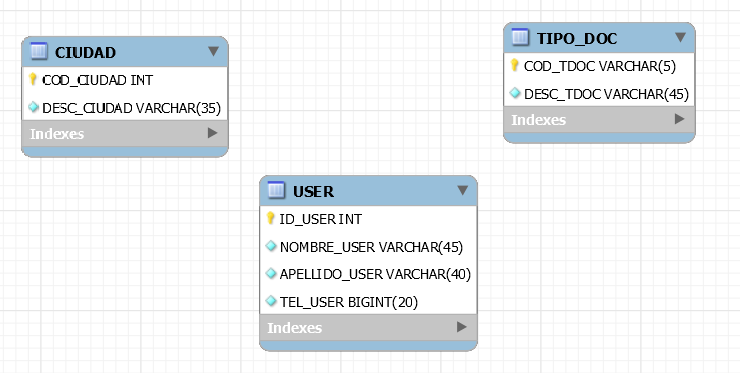 CIUDAD
COD_CIUDAD INT
DESC_CIUDAD VARCHAR(35)
Indexes
TIPO_DOC
COD_TDOC VARCHAR(5)
DESC_TDOC VARCHAR(45)
Indexes
USER
ID_USER INT
NOMBRE_USER VARCHAR(45)
APELLIDO_USER VARCHAR(40)
TEL_USER BIGINT(20)
Indexes